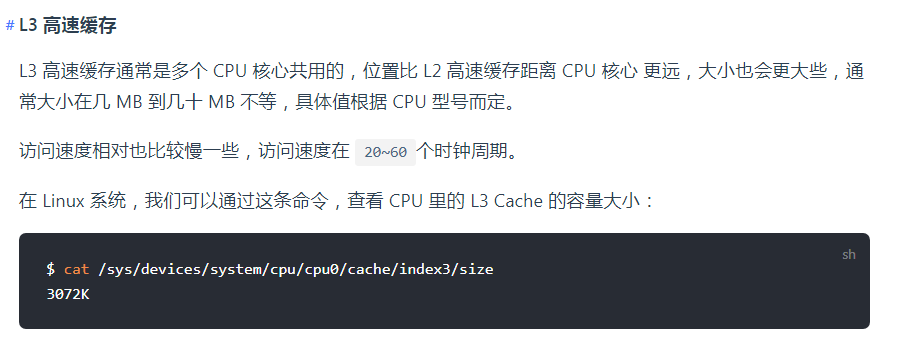 # L3 高速缓存
L3 高速缓存通常是多个 CPU 核心共用的，位置比 L2 高速缓存距离 CPU 核心 更远，大小也会更大些，通
常大小在几 MB 到几十 MB 不等，具体值根据 CPU 型号而定。
访问速度相对也比较慢一些，访问速度在 20~60 个时钟周期。
在 Linux 系统，我们可以通过这条命令，查看 CPU 里的 L3 Cache 的容量大小：
sh
$ cat /sys/devices/system/cpu/cpu0/cache/index3/size
3072K